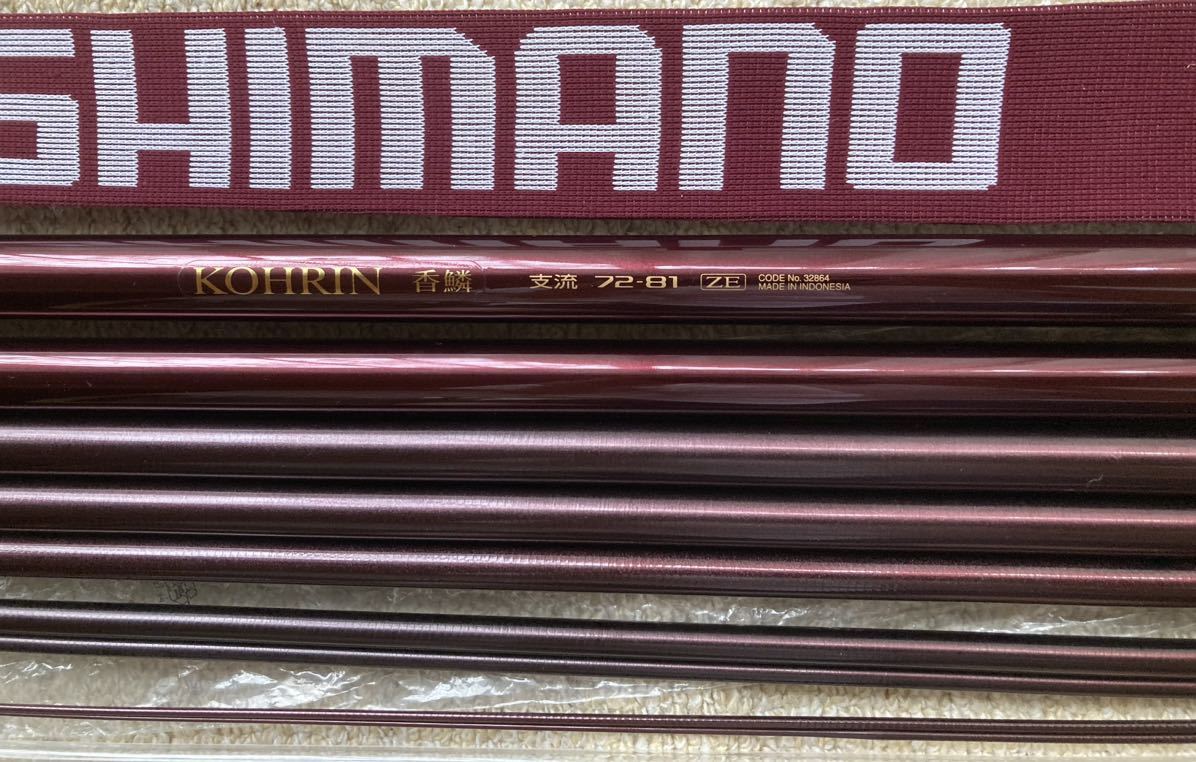 SHIMANO
KOHRIN 香鱗 支流 72-81 ZE CODE No. 32864
MADE IN INDONESIA